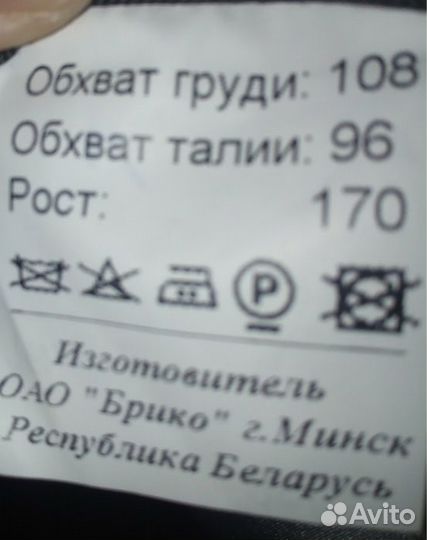 Обхват груди: 108
Обхват талии: 96
Рост: 170
P
Изготовитель
ОАО "Брико" г.Минск
Республика Беларусь
Avito